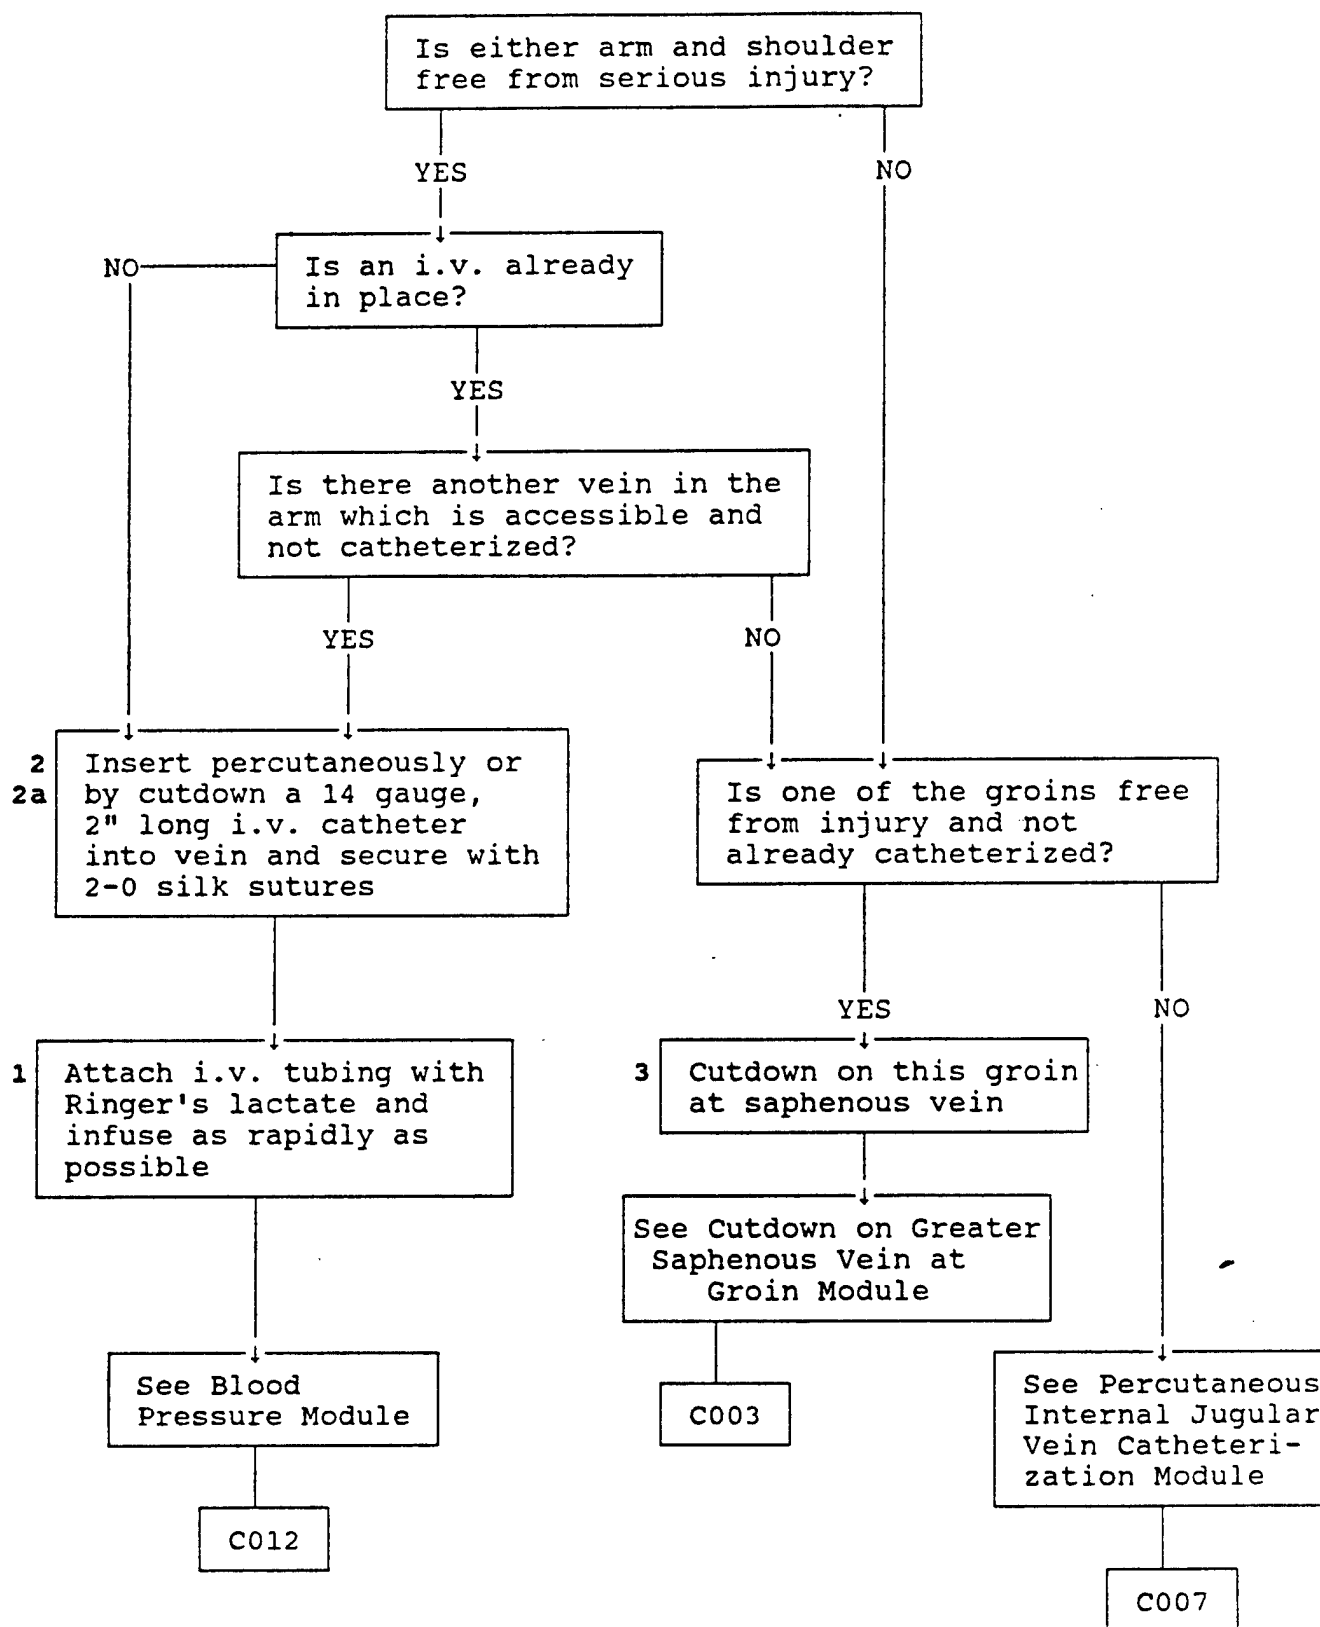 Is either arm and shoulder
free from serious injury?
YES
NO
NO
Is an i.v. already
in place?
YES
Is there another vein in the
arm which is accessible and
not catheterized?
YES
NO
2
2a
Insert percutaneously or
by cutdown a 14 gauge,
2" long i.v. catheter
into vein and secure with
2-0 silk sutures
Is one of the groins free
from injury and not
already catheterized?
YES
NO
1
Attach i.v. tubing with
Ringer's lactate and
infuse as rapidly as
possible
3
Cutdown on this groin
at saphenous vein
See Cutdown on Greater
Saphenous Vein at
Groin Module
See Blood
Pressure Module
C003
See Percutaneous
Internal Jugular
Vein Catheteri-
zation Module
C012
C007